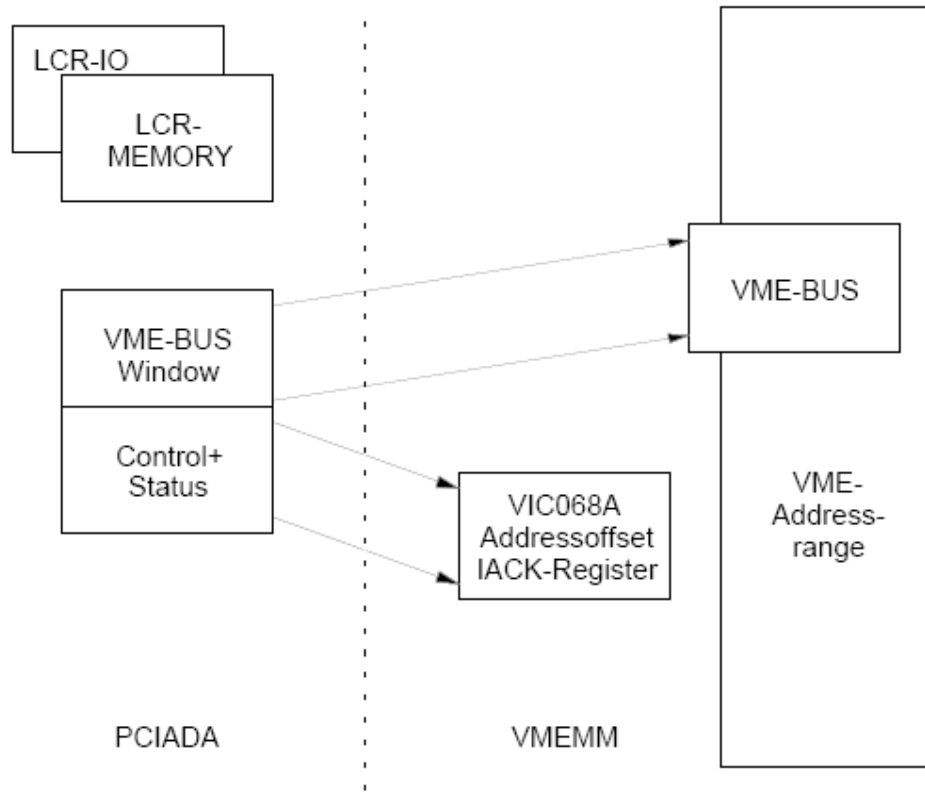 LCR-IO
LCR-
MEMORY
VME-BUS
Window
Control+
Status
VIC068A
Addressoffset
IACK-Register
VME-BUS
VME-
Address-
range
PCIADA
VMEMM